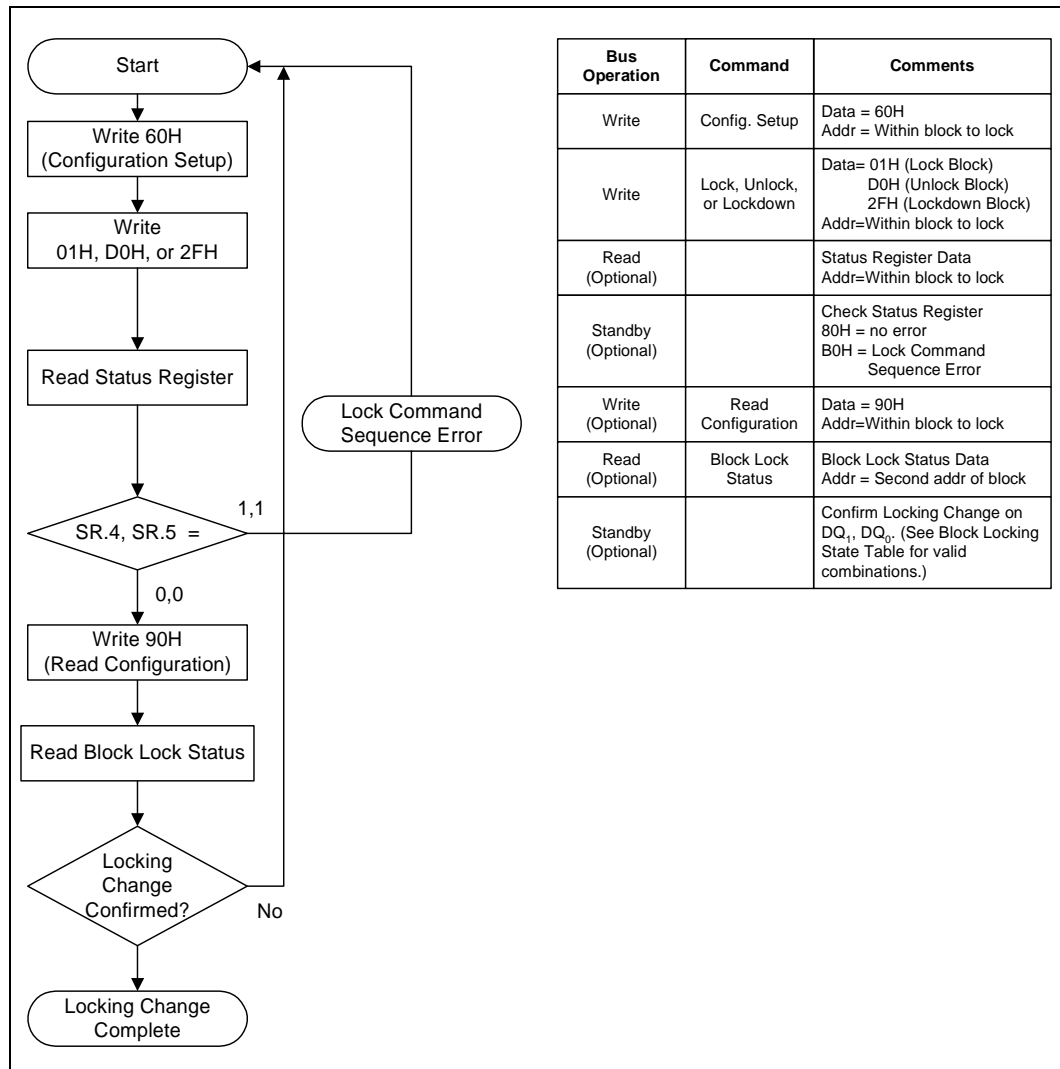 Start
Write 60H
(Configuration Setup)
Write
01H, D0H, or 2FH
Read Status Register
Lock Command
Sequence Error
1,1
SR.4, SR.5 =
0,0
Write 90H
(Read Configuration)
Read Block Lock Status
Locking
Change
Confirmed?
No
Locking Change
Complete
Bus
Operation
Command
Comments
Write
Config. Setup
Data = 60H
Addr = Within block to lock
Write
Lock, Unlock,
or Lockdown
Data= 01H (Lock Block)
D0H (Unlock Block)
2FH (Lockdown Block)
Addr=Within block to lock
Read
(Optional)
Status Register Data
Addr=Within block to lock
Standby
(Optional)
Check Status Register
80H = no error
B0H = Lock Command
Sequence Error
Write
(Optional)
Read
Configuration
Data = 90H
Addr=Within block to lock
Read
(Optional)
Block Lock
Status
Block Lock Status Data
Addr = Second addr of block
Standby
(Optional)
Confirm Locking Change on
DQ₁, DQ₀. (See Block Locking
State Table for valid
combinations.)